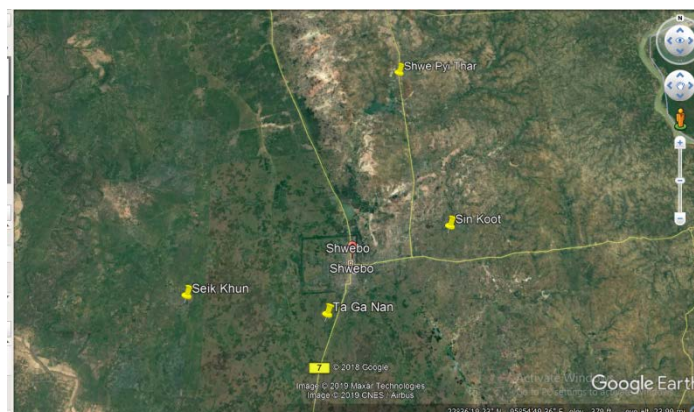 N
Shwe Pyi Thar
Sin Koot
Shwebo
Shwebo
Seik Khun
Ta Ga Nan
7
© 2018 Google
Image © 2019 Maxar Technologies
Image © 2019 CNES / Airbus
Google Earth